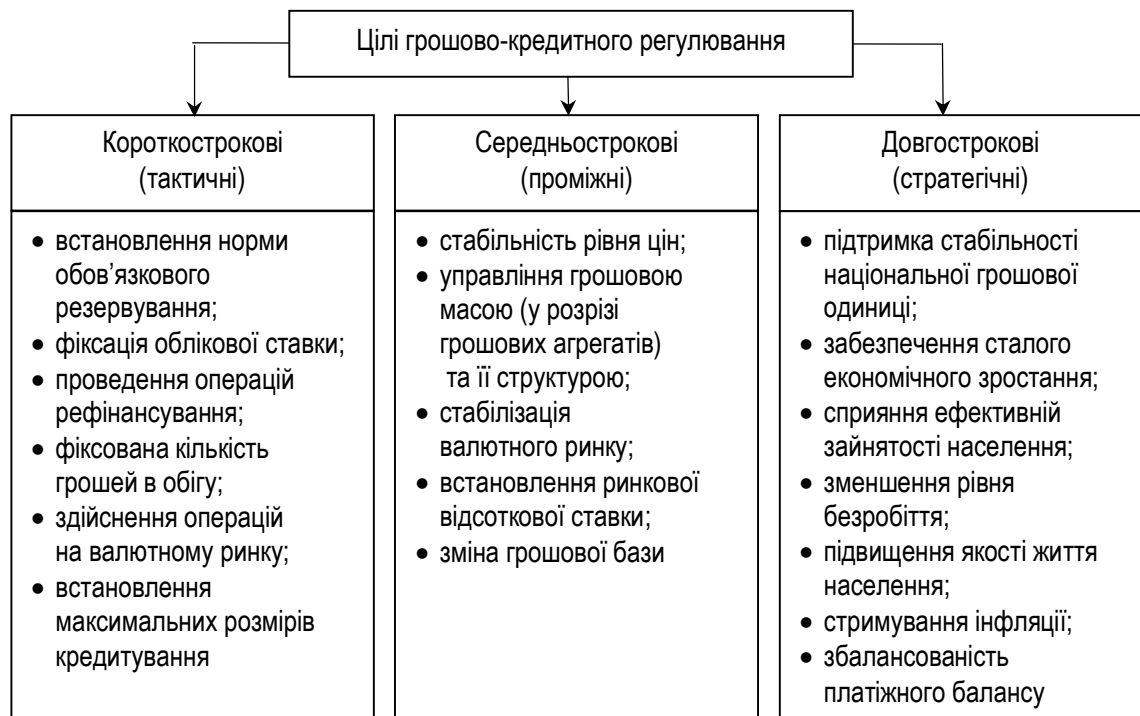 Цілі грошово-кредитного регулювання
Короткострокові
(тактичні)
• встановлення норми
обов’язкового
резервування;
• фіксація облікової ставки;
• проведення операцій
рефінансування;
• фіксована кількість
грошей в обігу;
• здійснення операцій
на валютному ринку;
• встановлення
максимальних розмірів
кредитування
Середньострокові
(проміжні)
• стабільність рівня цін;
• управління грошовою
масою (у розрізі
грошових агрегатів)
та її структурою;
• стабілізація
валютного ринку;
• встановлення ринкової
відсоткової ставки;
• зміна грошової бази
Довгострокові
(стратегічні)
• підтримка стабільності
національної грошової
одиниці;
• забезпечення сталого
економічного зростання;
• сприяння ефективній
зайнятості населення;
• зменшення рівня
безробіття;
• підвищення якості життя
населення;
• стримування інфляції;
• збалансованість
платіжного балансу